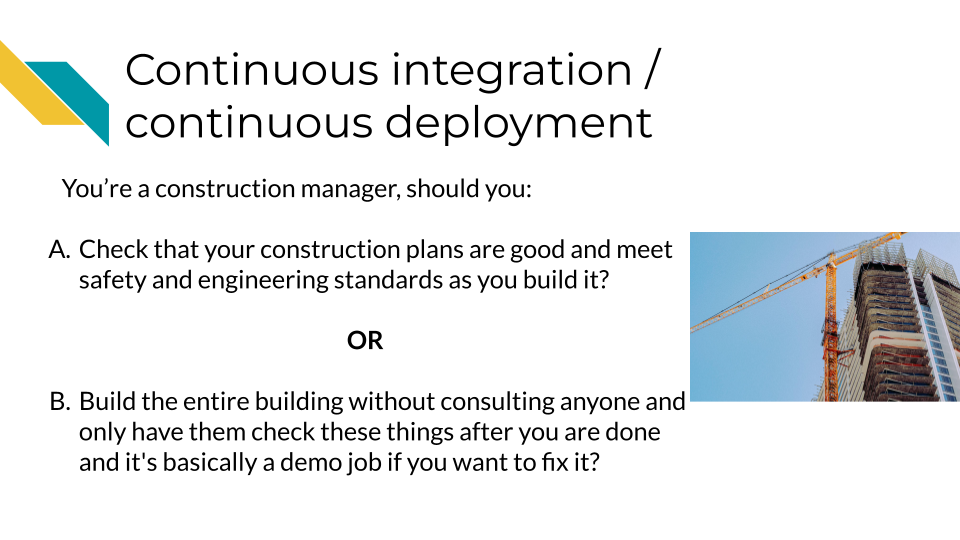 Continuous integration /
continuous deployment
You’re a construction manager, should you:
A. Check that your construction plans are good and meet
safety and engineering standards as you build it?
OR
B. Build the entire building without consulting anyone and
only have them check these things after you are done
and it's basically a demo job if you want to fix it?